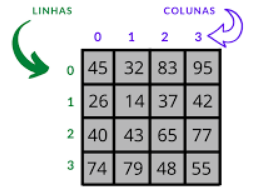 LINHAS COLUNAS
0 1 2 3
0 45 32 83 95
1 26 14 37 42
2 40 43 65 77
3 74 79 48 55